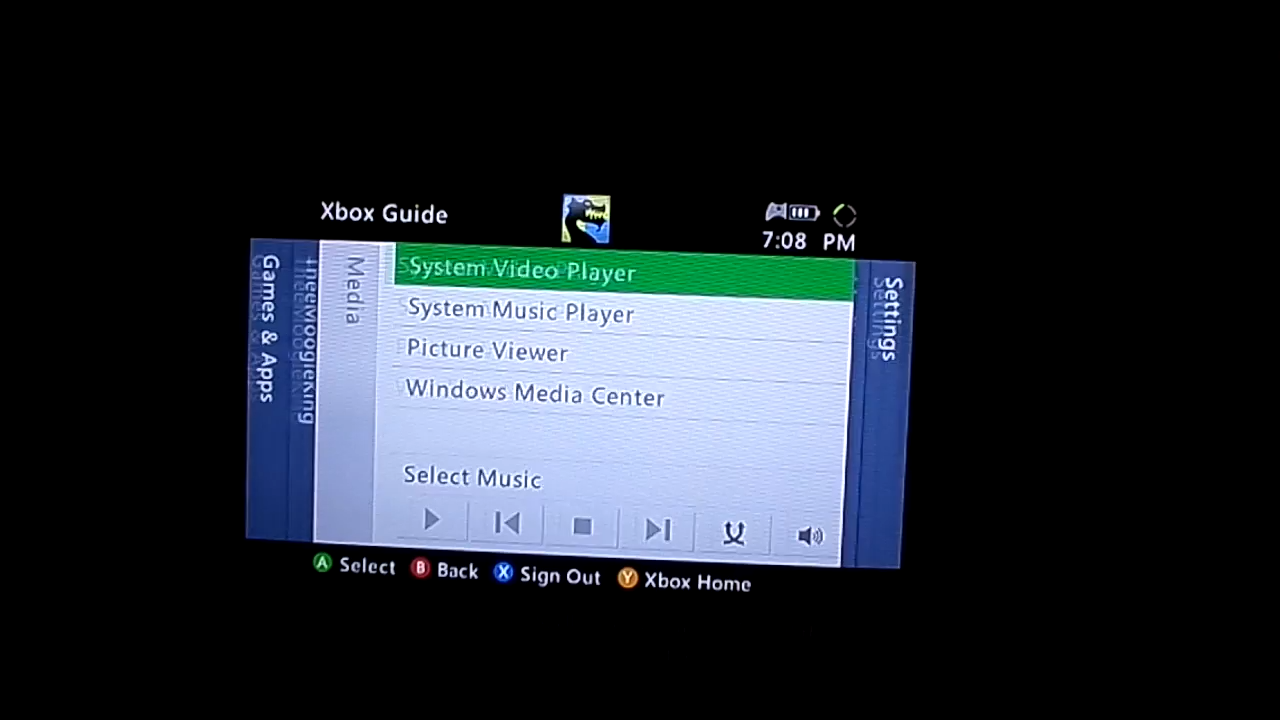 Xbox Guide
7:08 PM
Games & Apps
Media
System Video Player
System Music Player
Picture Viewer
Windows Media Center
Select Music
Settings
A Select B Back X Sign Out Y Xbox Home